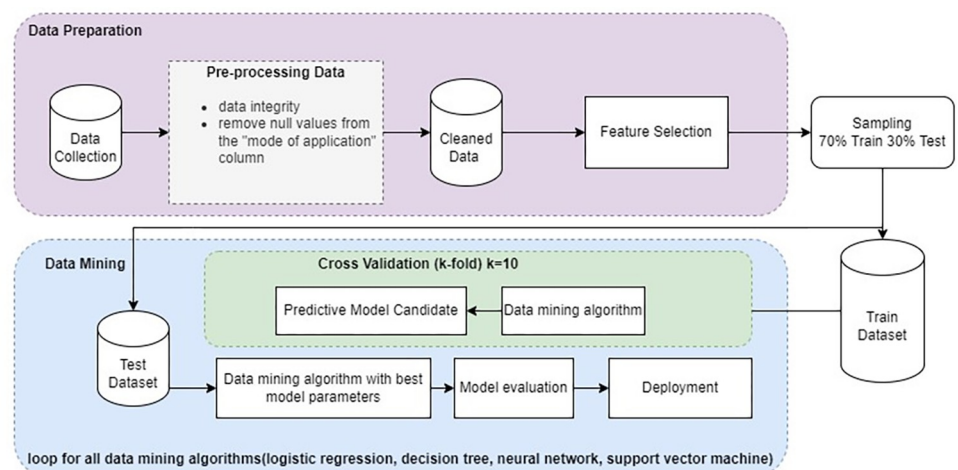 Data Preparation
Pre-processing Data
• data integrity
• remove null values from
the "mode of application"
column
Data
Collection
Cleaned
Data
Feature Selection
Sampling
70% Train 30% Test
Data Mining
Cross Validation (k-fold) k=10
Predictive Model Candidate
Data mining algorithm
Train
Dataset
Test
Dataset
Data mining algorithm with best
model parameters
Model evaluation
Deployment
loop for all data mining algorithms(logistic regression, decision tree, neural network, support vector machine)